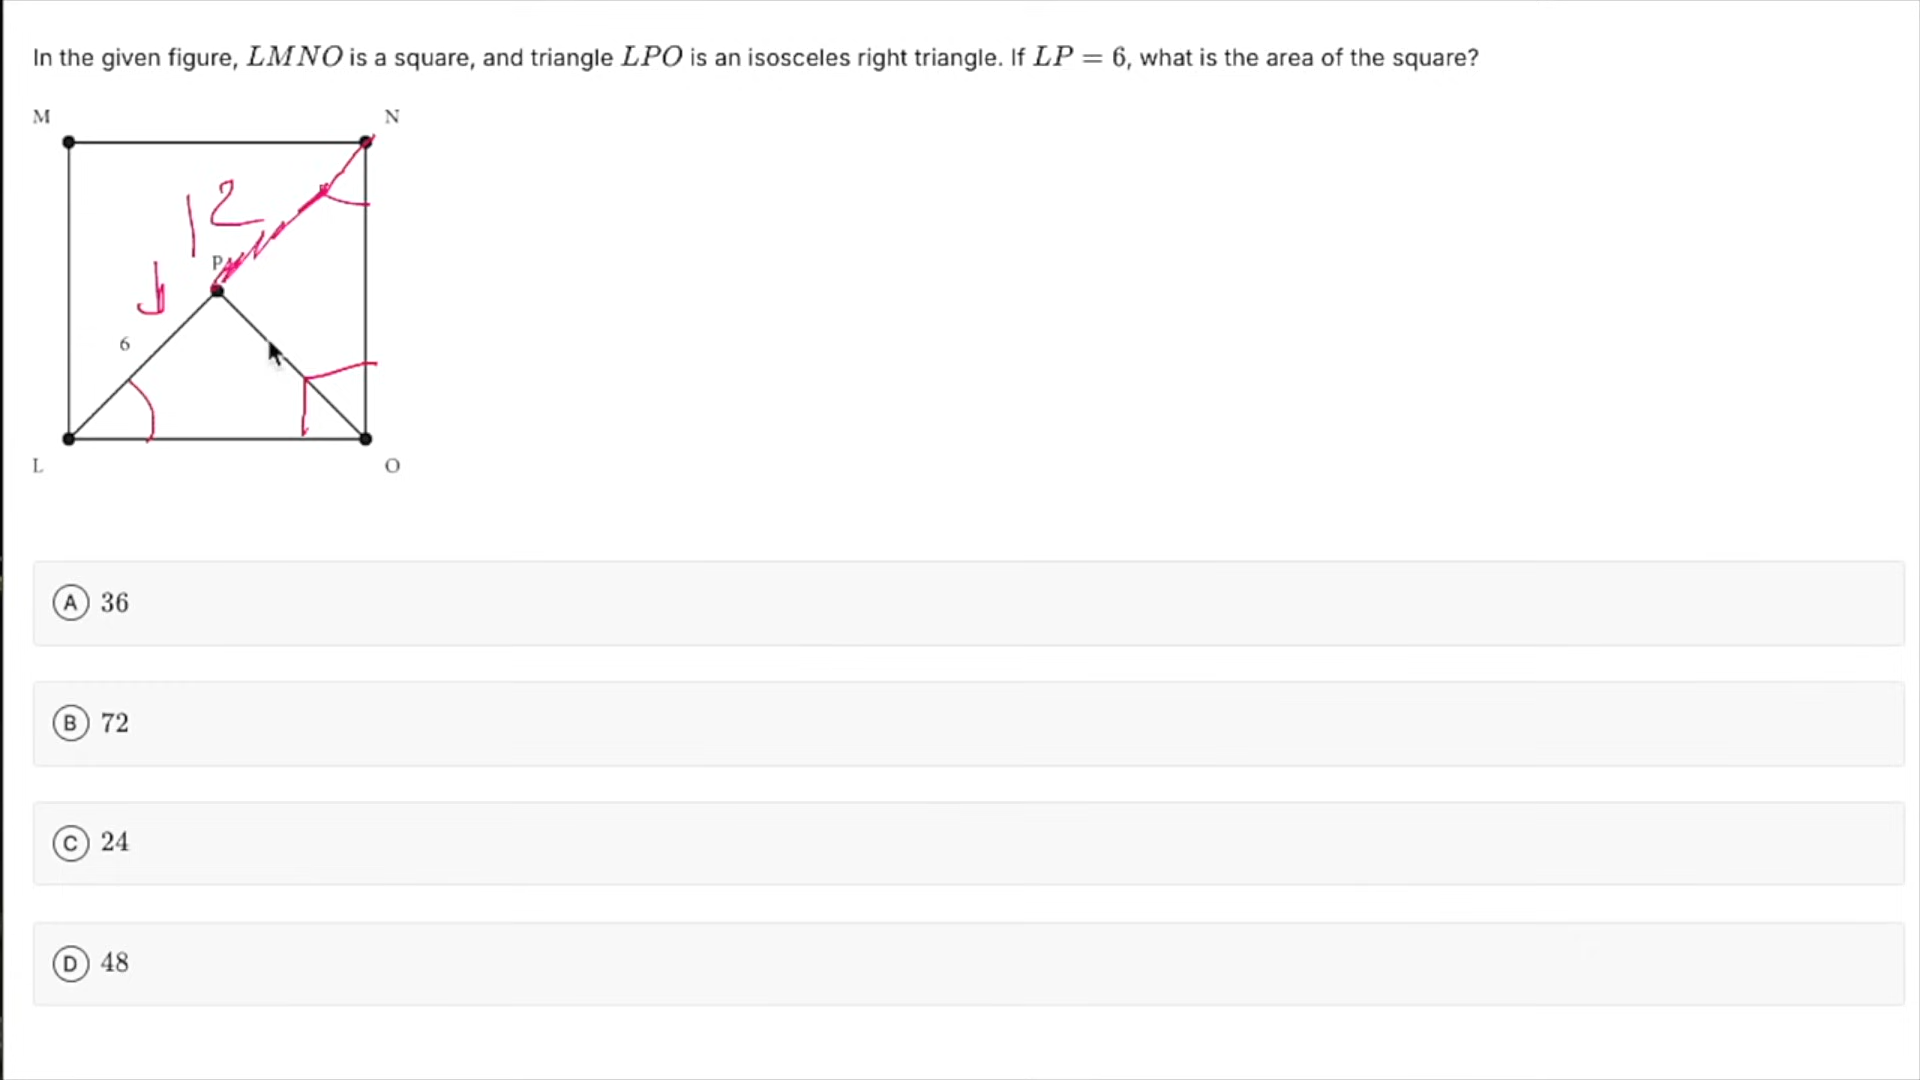 In the given figure, LMNO is a square, and triangle LPO is an isosceles right triangle. If LP = 6, what is the area of the square?
M N
12
P
6
L O
A 36
B 72
C 24
D 48